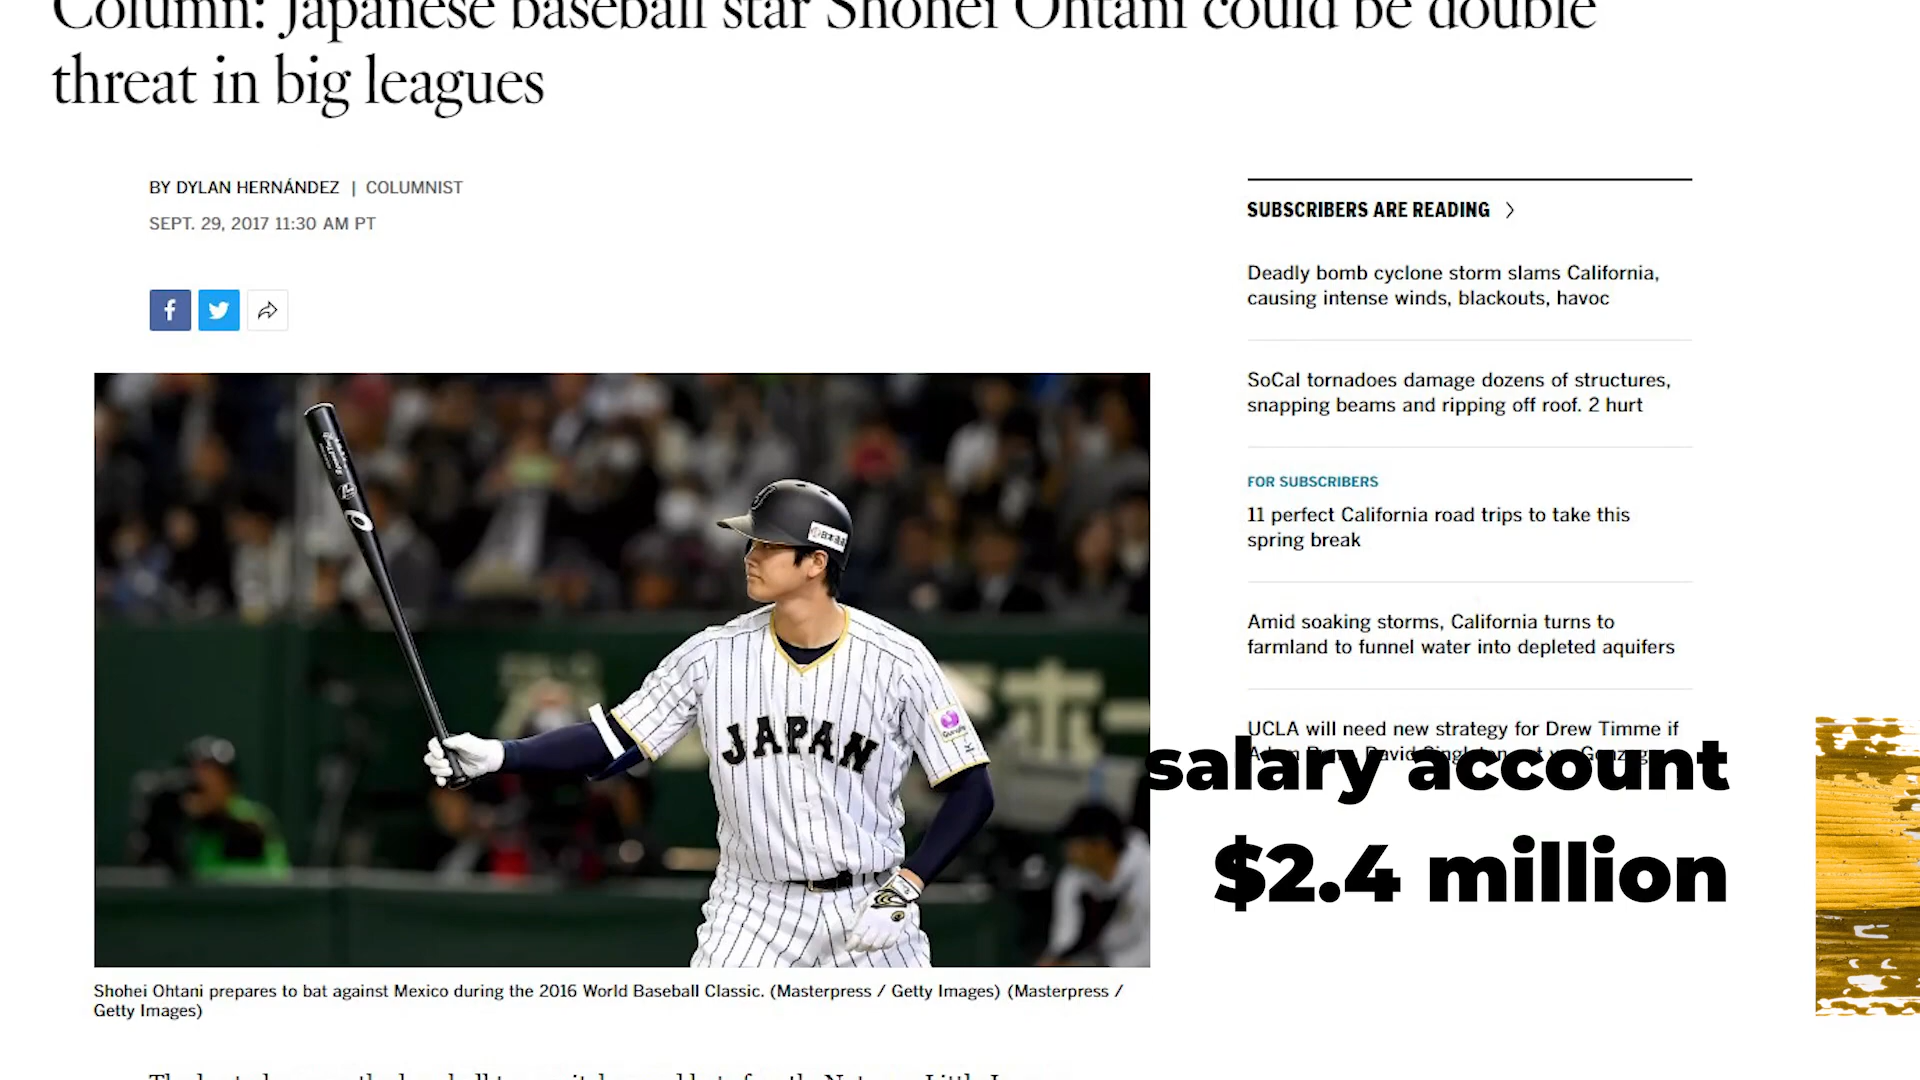 Column: Japanese baseball star Shohei Ohtani could be double
threat in big leagues
BY DYLAN HERNÁNDEZ | COLUMNIST
SEPT. 29, 2017 11:30 AM PT
SUBSCRIBERS ARE READING
Deadly bomb cyclone storm slams California,
causing intense winds, blackouts, havoc
SoCal tornadoes damage dozens of structures,
snapping beams and ripping off roof. 2 hurt
FOR SUBSCRIBERS
11 perfect California road trips to take this
spring break
Amid soaking storms, California turns to
farmland to funnel water into depleted aquifers
UCLA will need new strategy for Drew Timme if
salary account
$2.4 million
JAPAN
Shohei Ohtani prepares to bat against Mexico during the 2016 World Baseball Classic. (Masterpress / Getty Images) (Masterpress /
Getty Images)